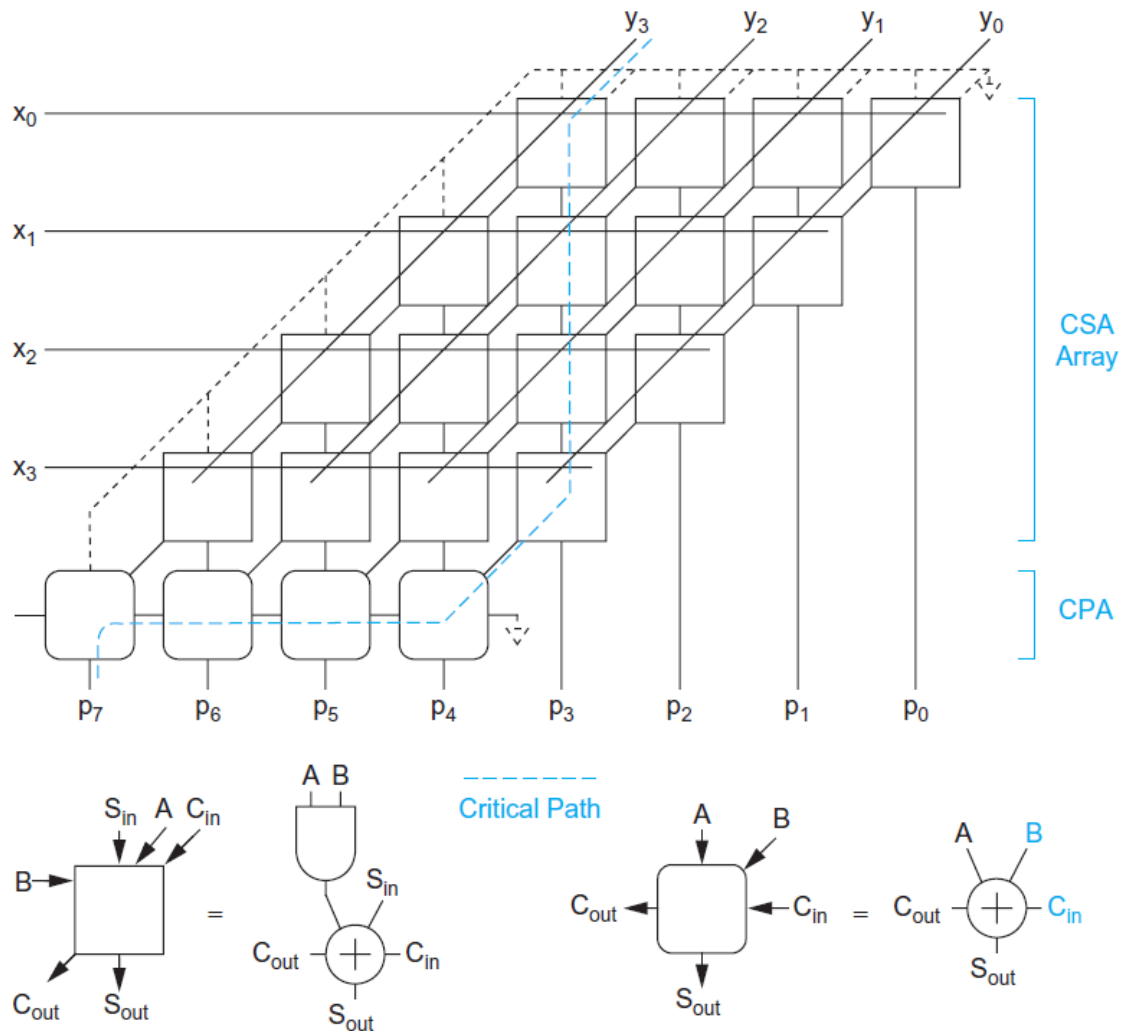 y3 y2 y1 y0
x0
x1
x2
x3
CSA
Array
CPA
p7 p6 p5 p4 p3 p2 p1 p0
A B
Sin A Cin
B
=
Cout Sout
Sin
Cout + Cin
Sout
Critical Path
A
B
Cout Cin
Sout
=
A B
Cout + Cin
Sout